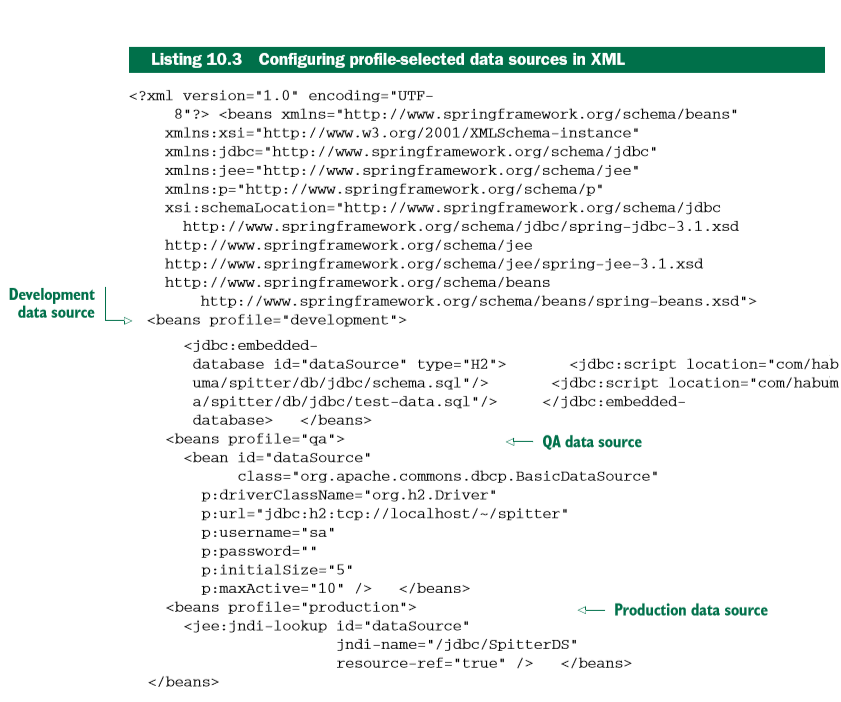 Listing 10.3 Configuring profile-selected data sources in XML
<?xml version="1.0" encoding="UTF-
8"?> <beans xmlns="http://www.springframework.org/schema/beans"
xmlns:xsi="http://www.w3.org/2001/XMLSchema-instance"
xmlns:jdbc="http://www.springframework.org/schema/jdbc"
xmlns:jee="http://www.springframework.org/schema/jee"
xmlns:p="http://www.springframework.org/schema/p"
xsi:schemaLocation="http://www.springframework.org/schema/jdbc
http://www.springframework.org/schema/jdbc/spring-jdbc-3.1.xsd
http://www.springframework.org/schema/jee
http://www.springframework.org/schema/jee/spring-jee-3.1.xsd
http://www.springframework.org/schema/beans
http://www.springframework.org/schema/beans/spring-beans.xsd">
Development
data source
<beans profile="development">
<jdbc:embedded-
database id="dataSource" type="H2"> <jdbc:script location="com/hab
uma/spitter/db/jdbc/schema.sql"/> <jdbc:script location="com/habum
a/spitter/db/jdbc/test-data.sql"/> </jdbc:embedded-
database> </beans>
<beans profile="qa"> QA data source
<bean id="dataSource"
class="org.apache.commons.dbcp.BasicDataSource"
p:driverClassName="org.h2.Driver"
p:url="jdbc:h2:tcp://localhost/~/spitter"
p:username="sa"
p:password=""
p:initialSize="5"
p:maxActive="10" /> </beans>
<beans profile="production"> Production data source
<jee:jndi-lookup id="dataSource"
jndi-name="/jdbc/SpitterDS"
resource-ref="true" /> </beans>
</beans>